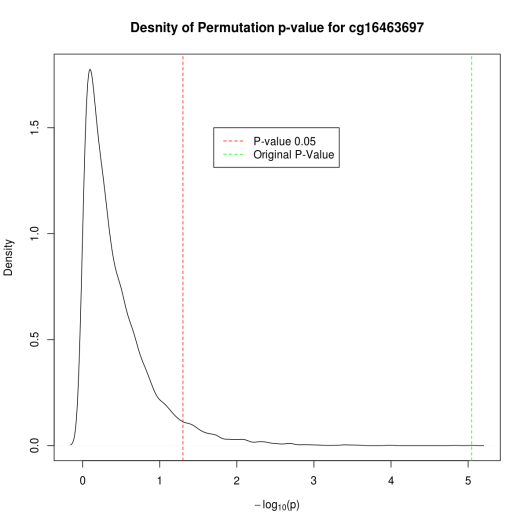 Desnity of Permutation p-value for cg16463697
1.5
1.0
0.5
0.0
Density
P-value 0.05
Original P-Value
0 1 2 3 4 5
−log₁₀(p)